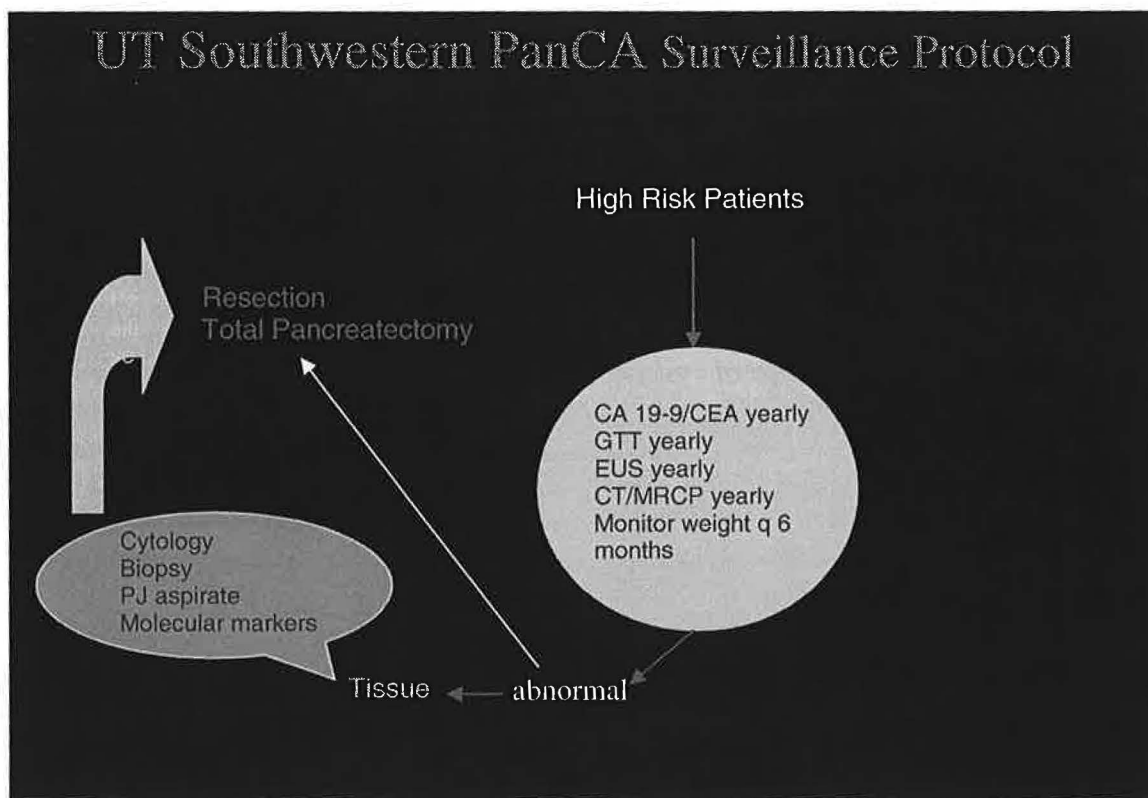 UT Southwestern PanCA Surveillance Protocol
High Risk Patients
Resection
Total Pancreatectomy
CA 19-9/CEA yearly
GTT yearly
EUS yearly
CT/MRCP yearly
Monitor weight q 6
months
Cytology
Biopsy
PJ aspirate
Molecular markers
Tissue
abnormal